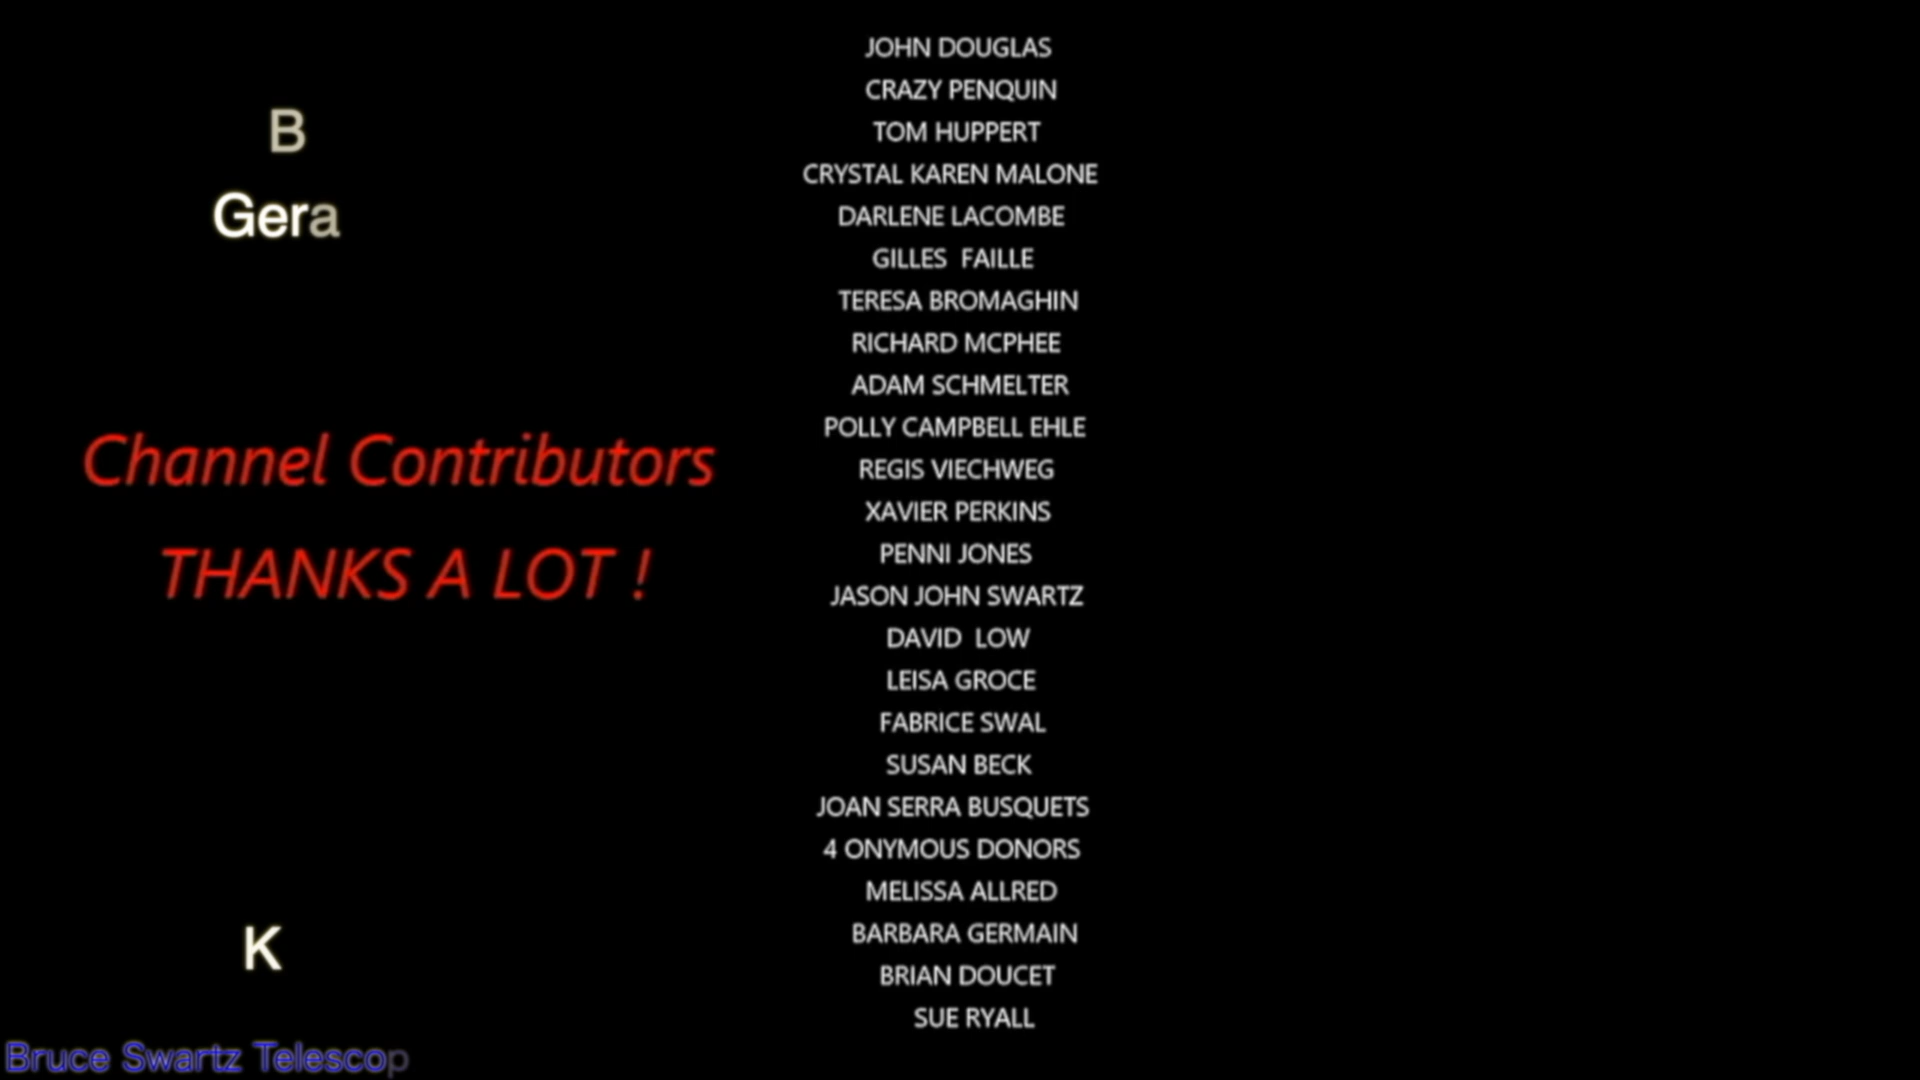 B
Gera
Channel Contributors
THANKS A LOT !
K
Bruce Swartz Telescop
JOHN DOUGLAS
CRAZY PENQUIN
TOM HUPPERT
CRYSTAL KAREN MALONE
DARLENE LACOMBE
GILLES FAILLE
TERESA BROMAGHIN
RICHARD MCPHEE
ADAM SCHMELTER
POLLY CAMPBELL EHLE
REGIS VIECHWEG
XAVIER PERKINS
PENNI JONES
JASON JOHN SWARTZ
DAVID LOW
LEISA GROCE
FABRICE SWAL
SUSAN BECK
JOAN SERRA BUSQUETS
4 ONYMOUS DONORS
MELISSA ALLRED
BARBARA GERMAIN
BRIAN DOUCET
SUE RYALL